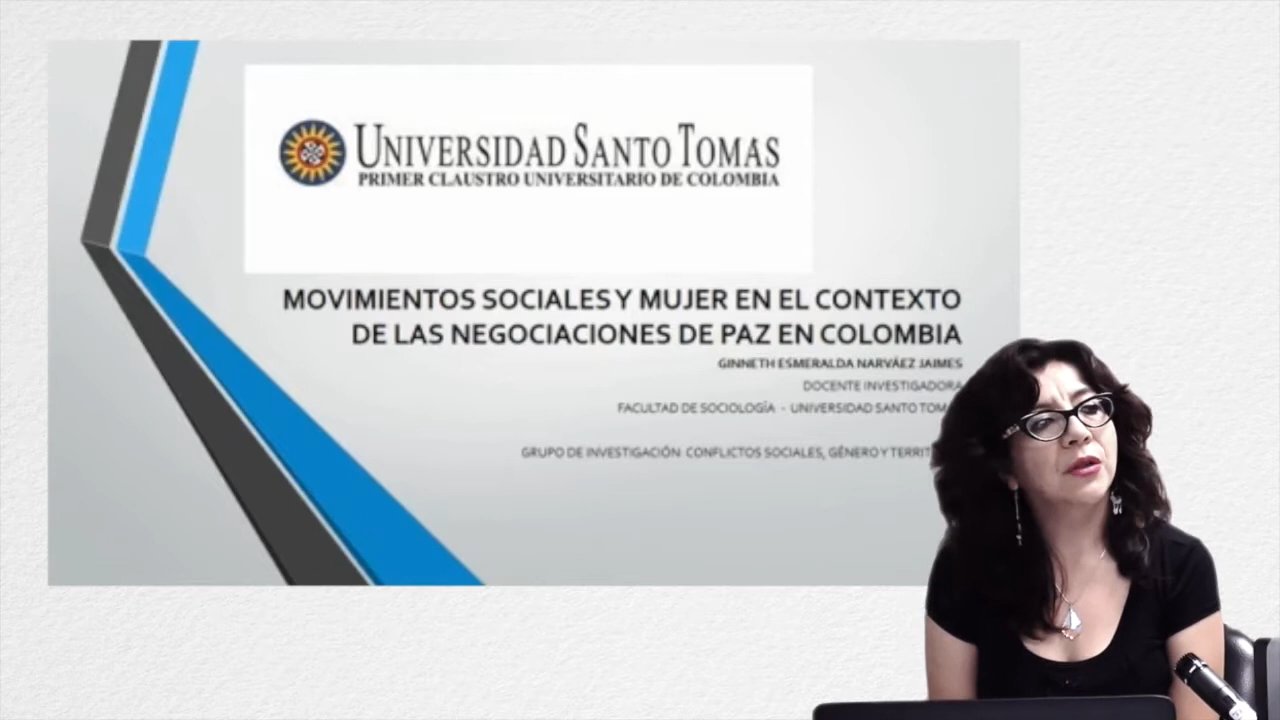 UNIVERSIDAD SANTO TOMAS
PRIMER CLAUSTRO UNIVERSITARIO DE COLOMBIA
MOVIMIENTOS SOCIALES Y MUJER EN EL CONTEXTO
DE LAS NEGOCIACIONES DE PAZ EN COLOMBIA
GINNETH ESMERALDA NARVÁEZ JAIMES
DOCENTE INVESTIGADORA
FACULTAD DE SOCIOLOGÍA - UNIVERSIDAD SANTO
GRUPO DE INVESTIGACIÓN CONFLICTOS SOCIALES, GÉNERO Y